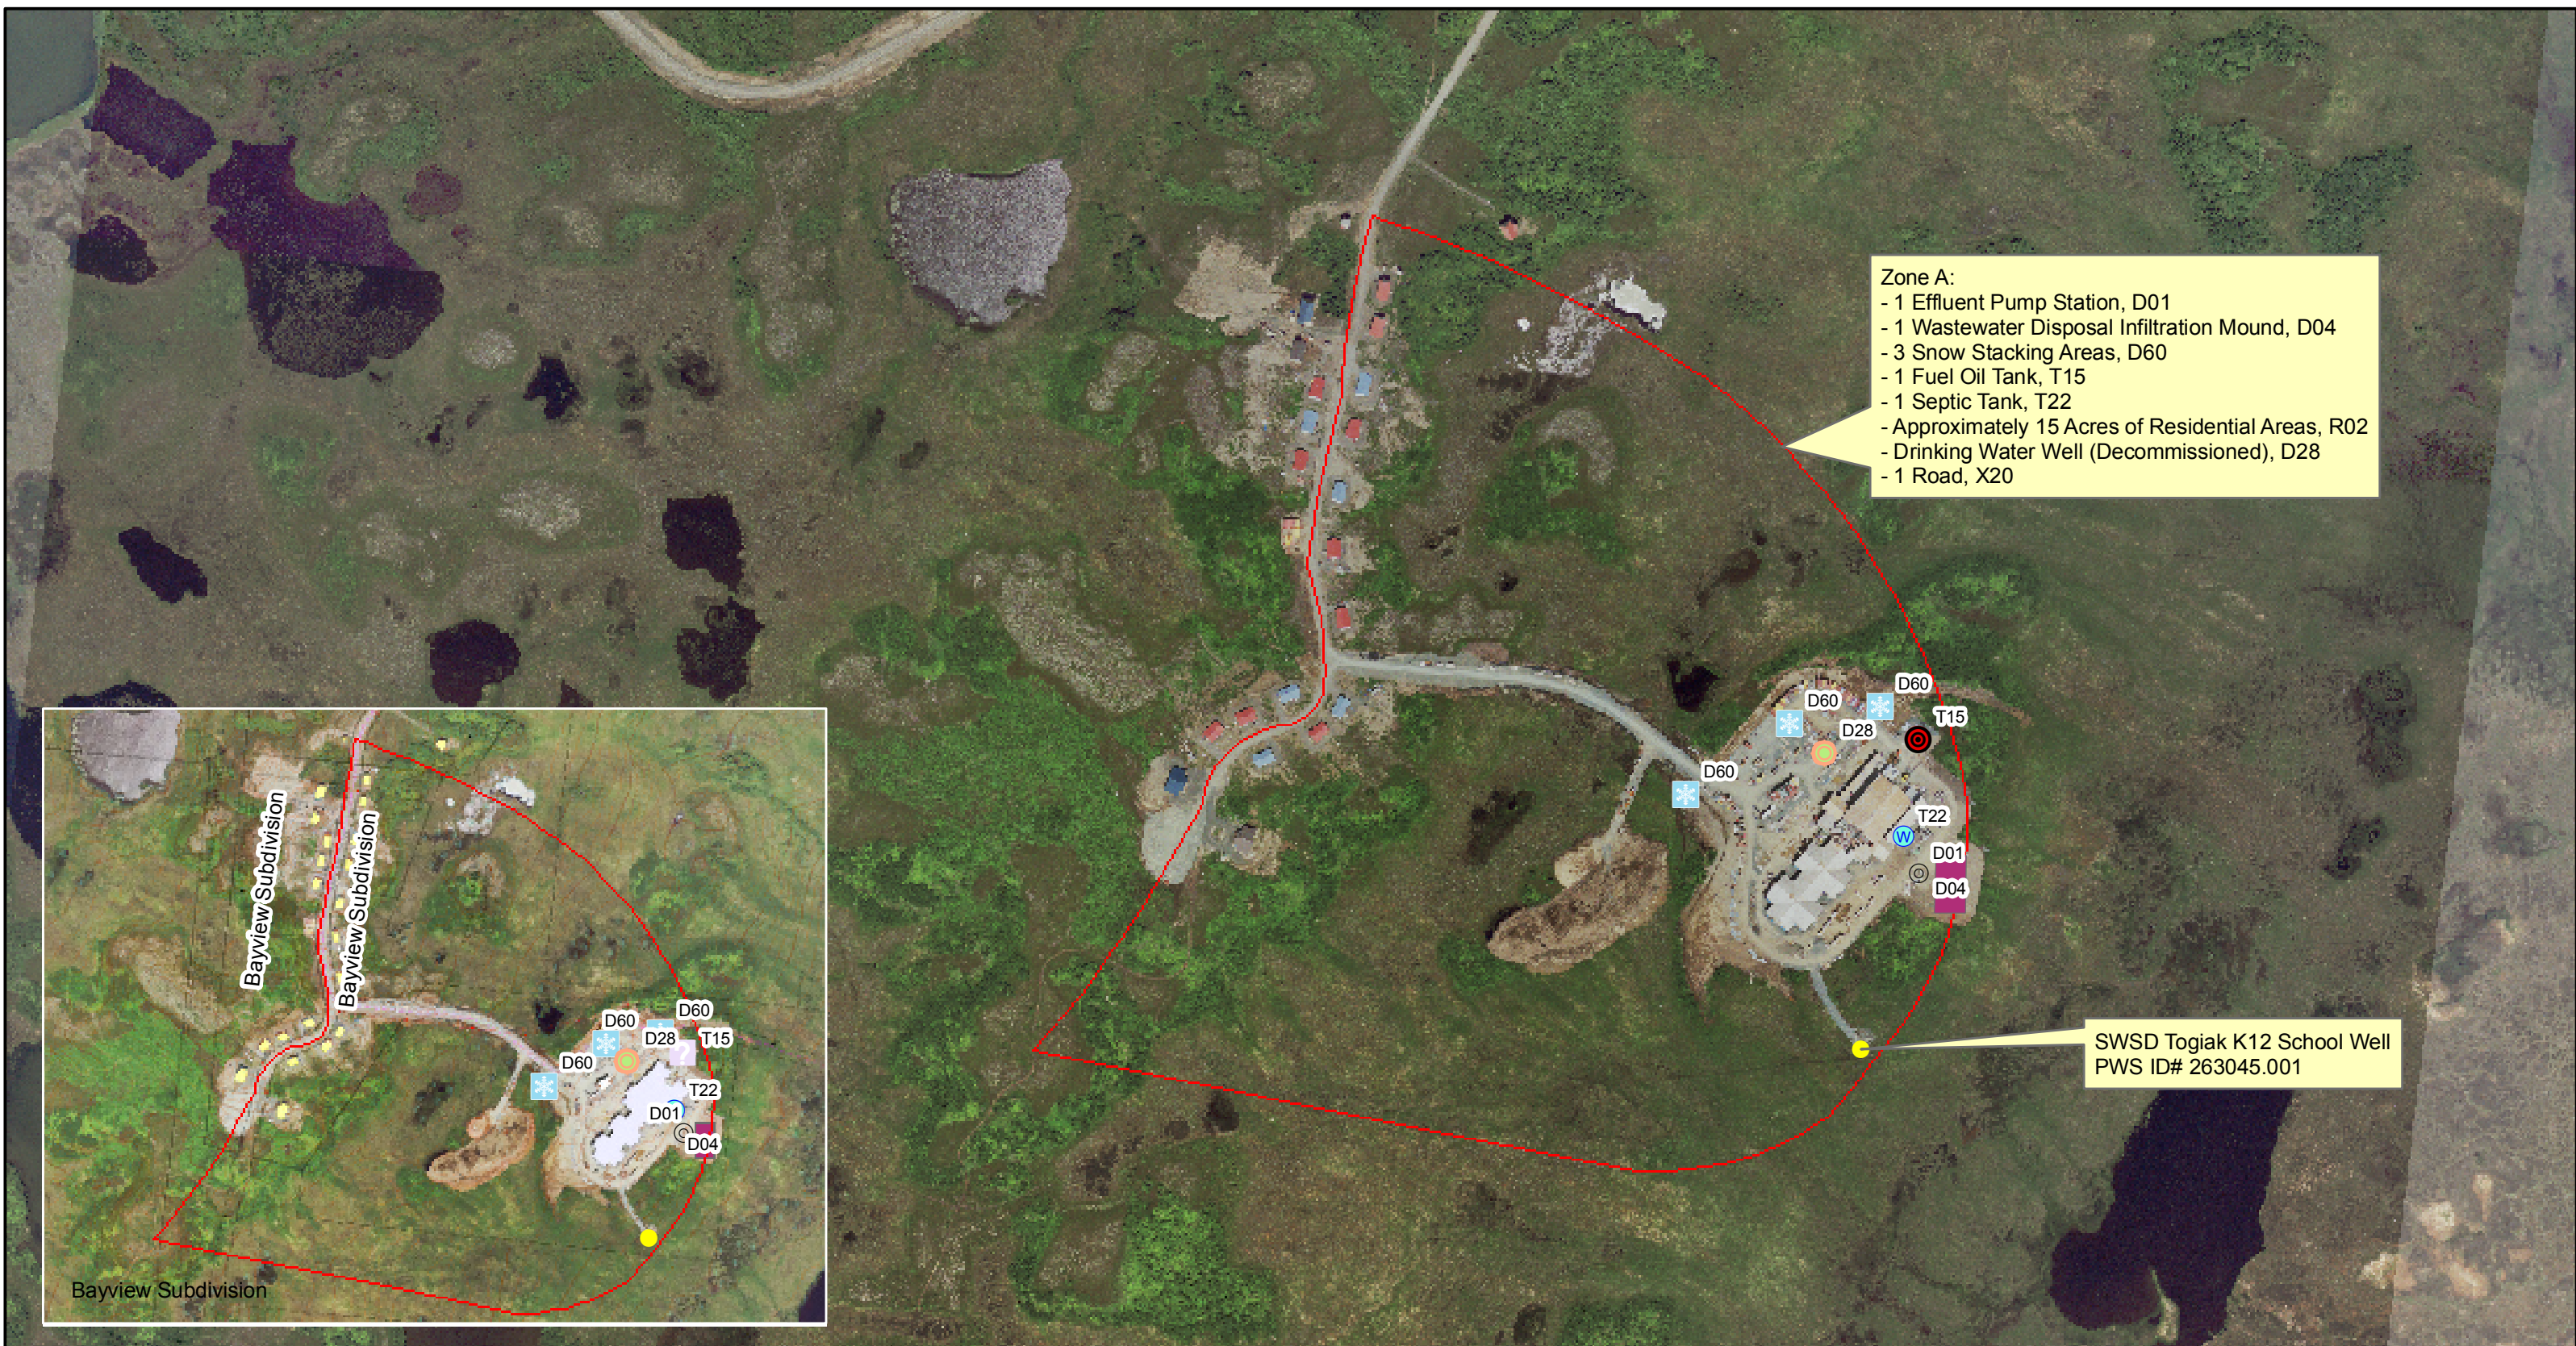 Zone A:
- 1 Effluent Pump Station, D01
- 1 Wastewater Disposal Infiltration Mound, D04
- 3 Snow Stacking Areas, D60
- 1 Fuel Oil Tank, T15
- 1 Septic Tank, T22
- Approximately 15 Acres of Residential Areas, R02
- Drinking Water Well (Decommissioned), D28
- 1 Road, X20
D60
D60
T15
D28
D60
T22
W
D01
D04
SWSD Togiak K12 School Well
PWS ID# 263045.001
Bayview Subdivision
Bayview Subdivision
D60
D60
D28
T15
?
D60
T22
D01
D04
Bayview Subdivision